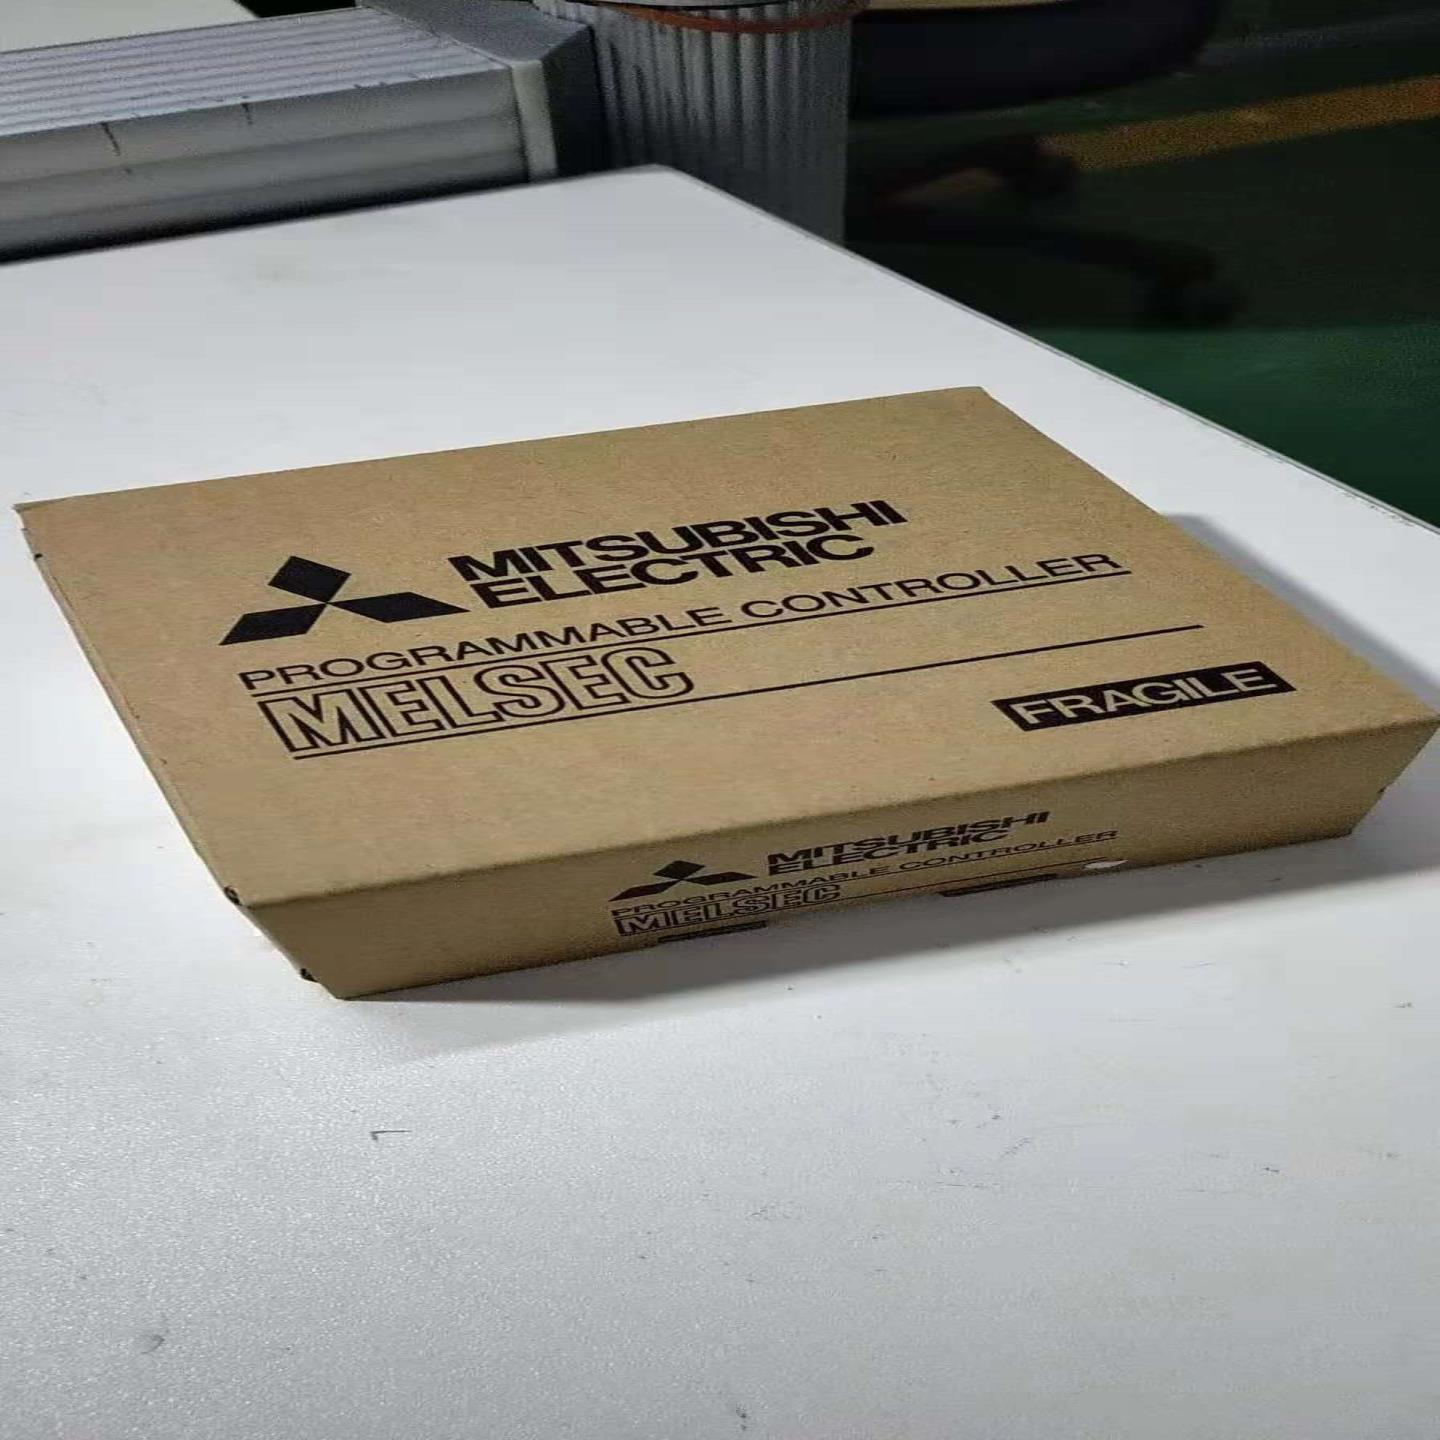 MITSUBISHI
ELECTRIC
PROGRAMMABLE CONTROLLER
MELSEC
FRAGILE
MITSUBISHI
ELECTRIC
PROGRAMMABLE CONTROLLER
MELSEC